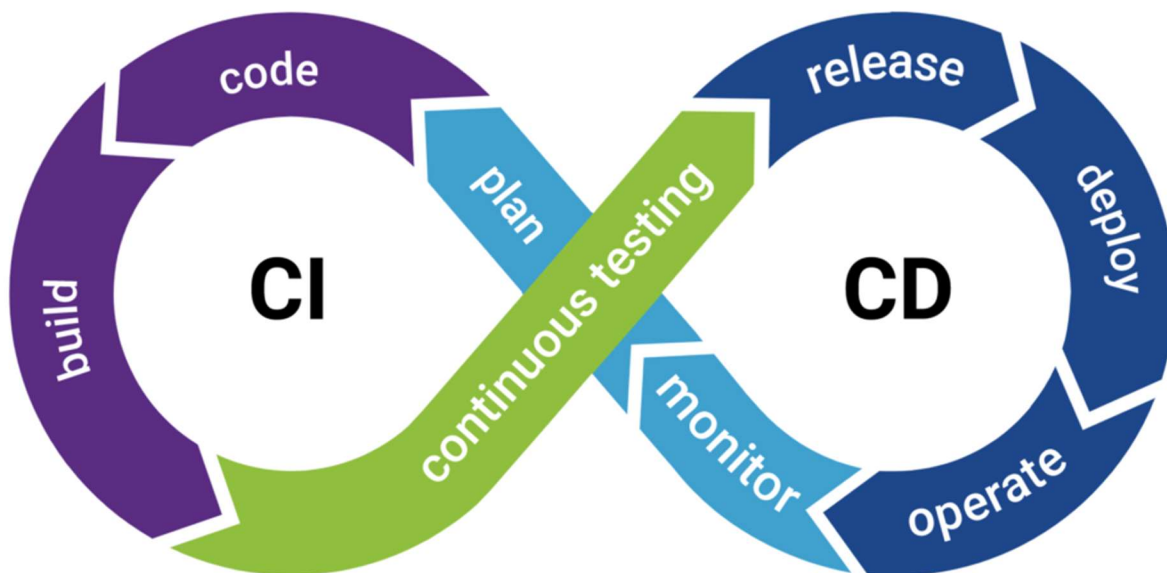 code
release
plan
continuous testing
deploy
CI
CD
build
monitor
operate